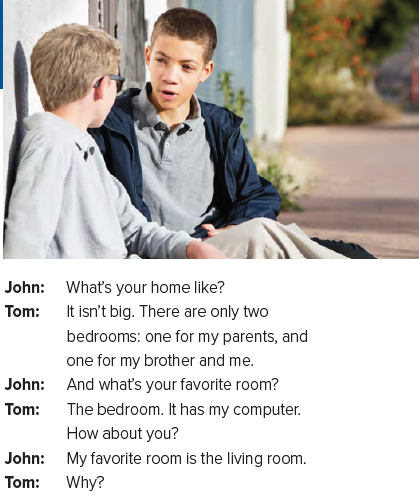 John: What's your home like?
Tom: It isn't big. There are only two
bedrooms: one for my parents, and
one for my brother and me.
John: And what's your favorite room?
Tom: The bedroom. It has my computer.
How about you?
John: My favorite room is the living room.
Tom: Why?